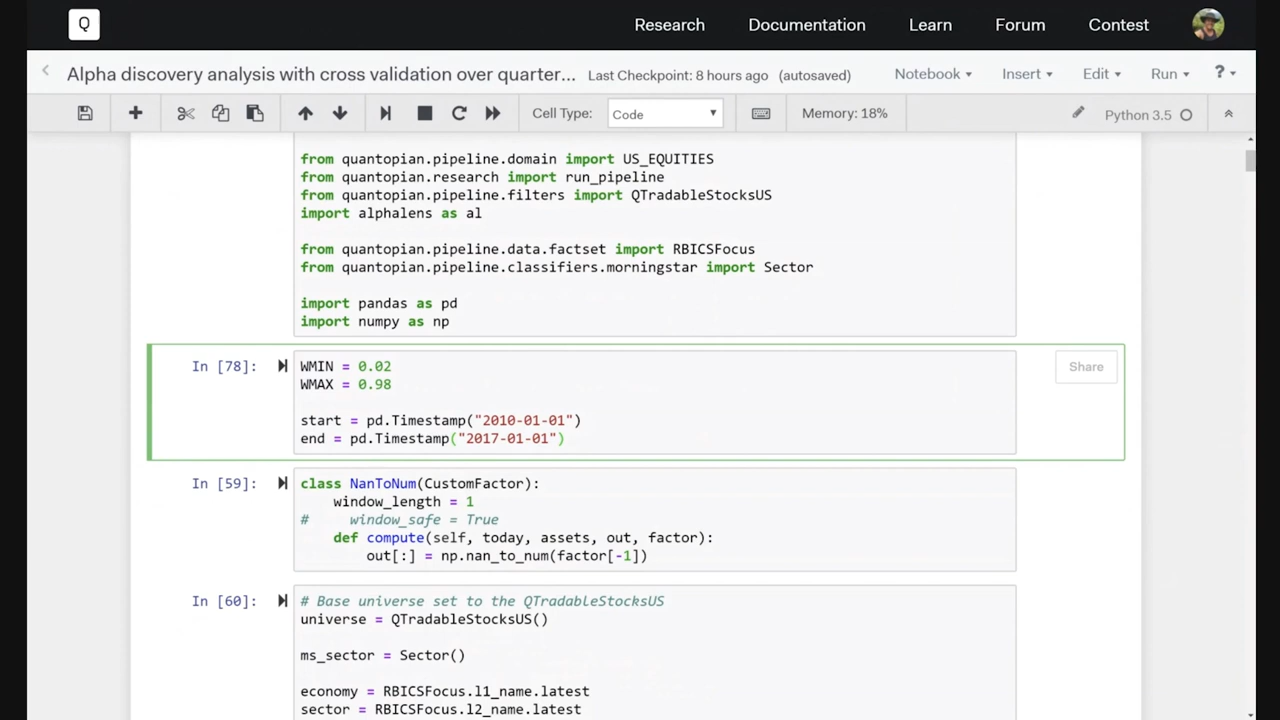 Q
Research Documentation Learn Forum Contest
Alpha discovery analysis with cross validation over quarter... Last Checkpoint: 8 hours ago (autosaved) Notebook Insert Edit Run ?
Cell Type: Code Memory: 18% Python 3.5
from quantopian.pipeline.domain import US_EQUITIES
from quantopian.research import run_pipeline
from quantopian.pipeline.filters import QTradableStocksUS
import alphalens as al
from quantopian.pipeline.data.factset import RBICSFocus
from quantopian.pipeline.classifiers.morningstar import Sector
import pandas as pd
import numpy as np
In [78]: WMIN = 0.02 Share
WMAX = 0.98
start = pd.Timestamp("2010-01-01")
end = pd.Timestamp("2017-01-01")
In [59]: class NanToNum(CustomFactor):
window_length = 1
# window_safe = True
def compute(self, today, assets, out, factor):
out[:] = np.nan_to_num(factor[-1])
In [60]: # Base universe set to the QTradableStocksUS
universe = QTradableStocksUS()
ms_sector = Sector()
economy = RBICSFocus.l1_name.latest
sector = RBICSFocus.l2_name.latest